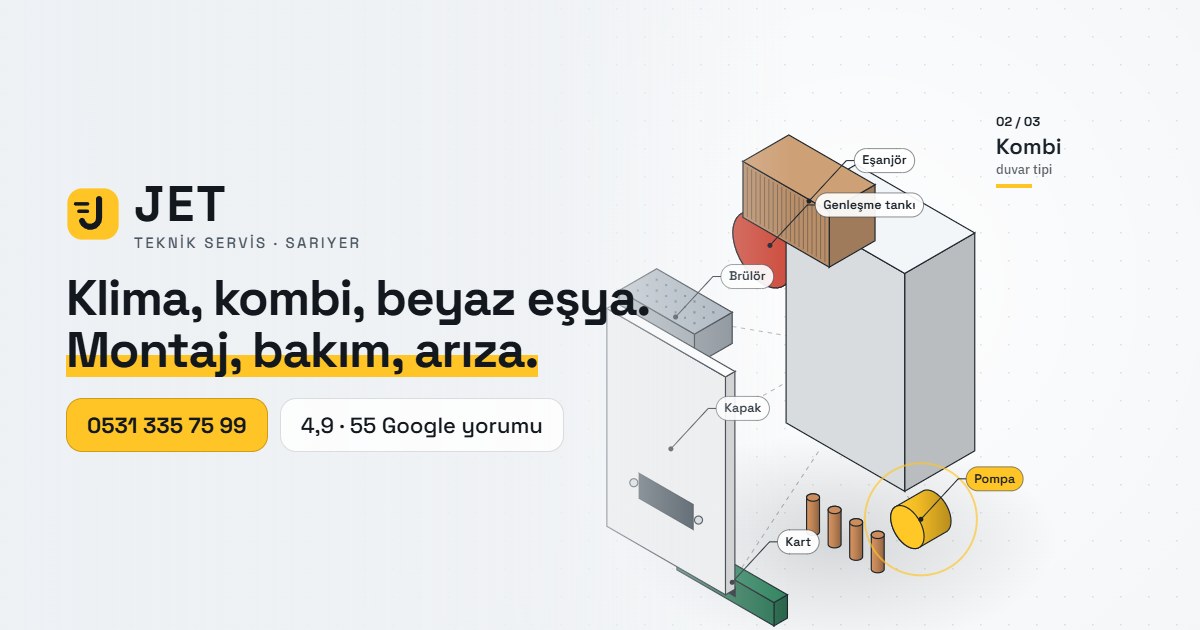 JET
TEKNİK SERVİS · SARIYER
Klima, kombi, beyaz eşya.
Montaj, bakım, arıza.
0531 335 75 99
4,9 · 55 Google yorumu
02 / 03
Kombi
duvar tipi
Eşanjör
Genleşme tankı
Brülör
Kapak
Pompa
Kart